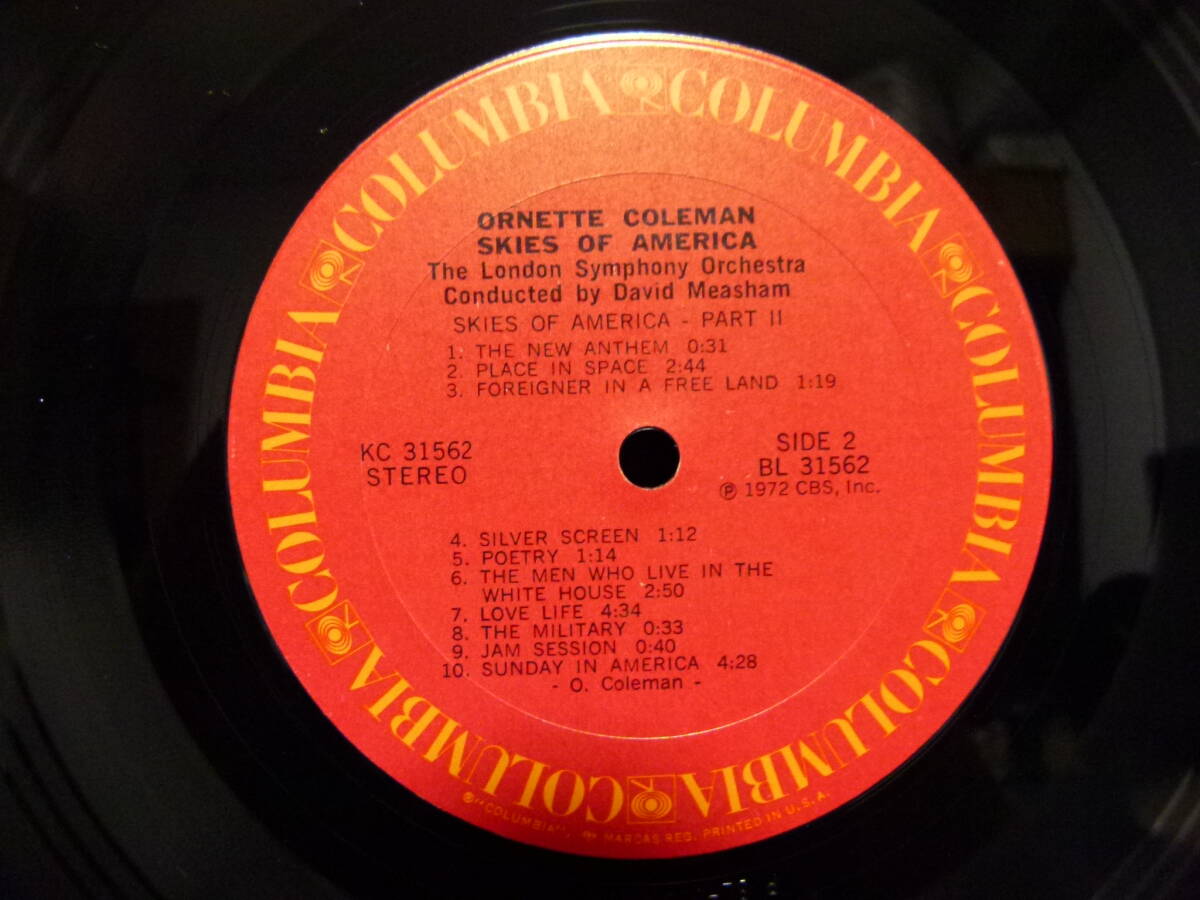 COLUMBIA COLUMBIA COLUMBIA COLUMBIA COLUMBIA COLUMBIA
ORNETTE COLEMAN
SKIES OF AMERICA
The London Symphony Orchestra
Conducted by David Measham
SKIES OF AMERICA - PART II
1. THE NEW ANTHEM 0:31
2. PLACE IN SPACE 2:44
3. FOREIGNER IN A FREE LAND 1:19
KC 31562
STEREO
SIDE 2
BL 31562
℗ 1972 CBS, Inc.
4. SILVER SCREEN 1:12
5. POETRY 1:14
6. THE MEN WHO LIVE IN THE
WHITE HOUSE 2:50
7. LOVE LIFE 4:34
8. THE MILITARY 0:33
9. JAM SESSION 0:40
10. SUNDAY IN AMERICA 4:28
- O. Coleman -
"COLUMBIA", MARCAS REG. PRINTED IN U.S.A.